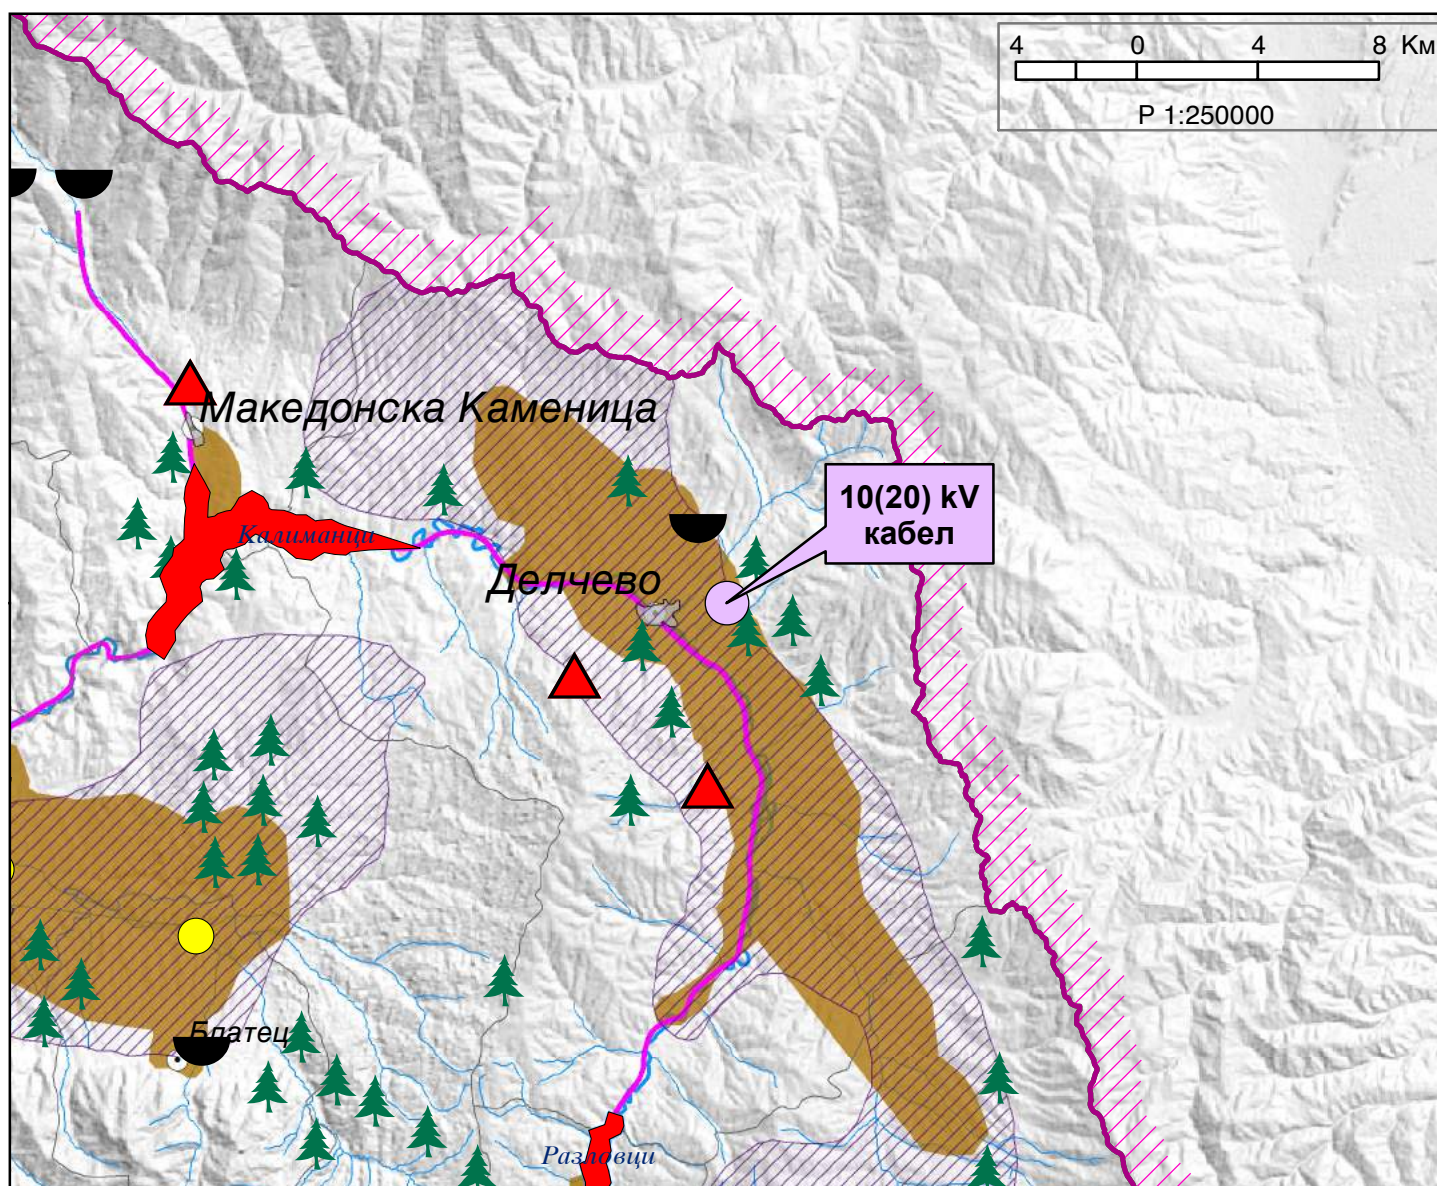 4 0 4 8 Км
Р 1:250000
Македонска Каменица
10(20) kV
кабел
Калиманци
Делчево
Блатец
Разловци